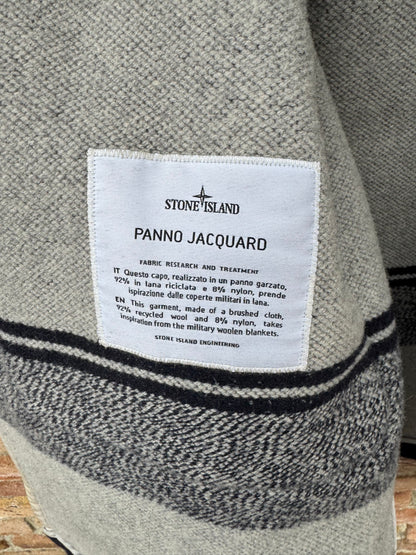 STONE ISLAND
PANNO JACQUARD
FABRIC RESEARCH AND TREATMENT
IT Questo capo, realizzato in un panno garzato,
92% in lana riciclata e 8% nylon, prende
ispirazione dalle coperte militari in lana.
EN This garment, made of a brushed cloth,
92% recycled wool and 8% nylon, takes
inspiration from the military woolen blankets.
STONE ISLAND ENGINEERING